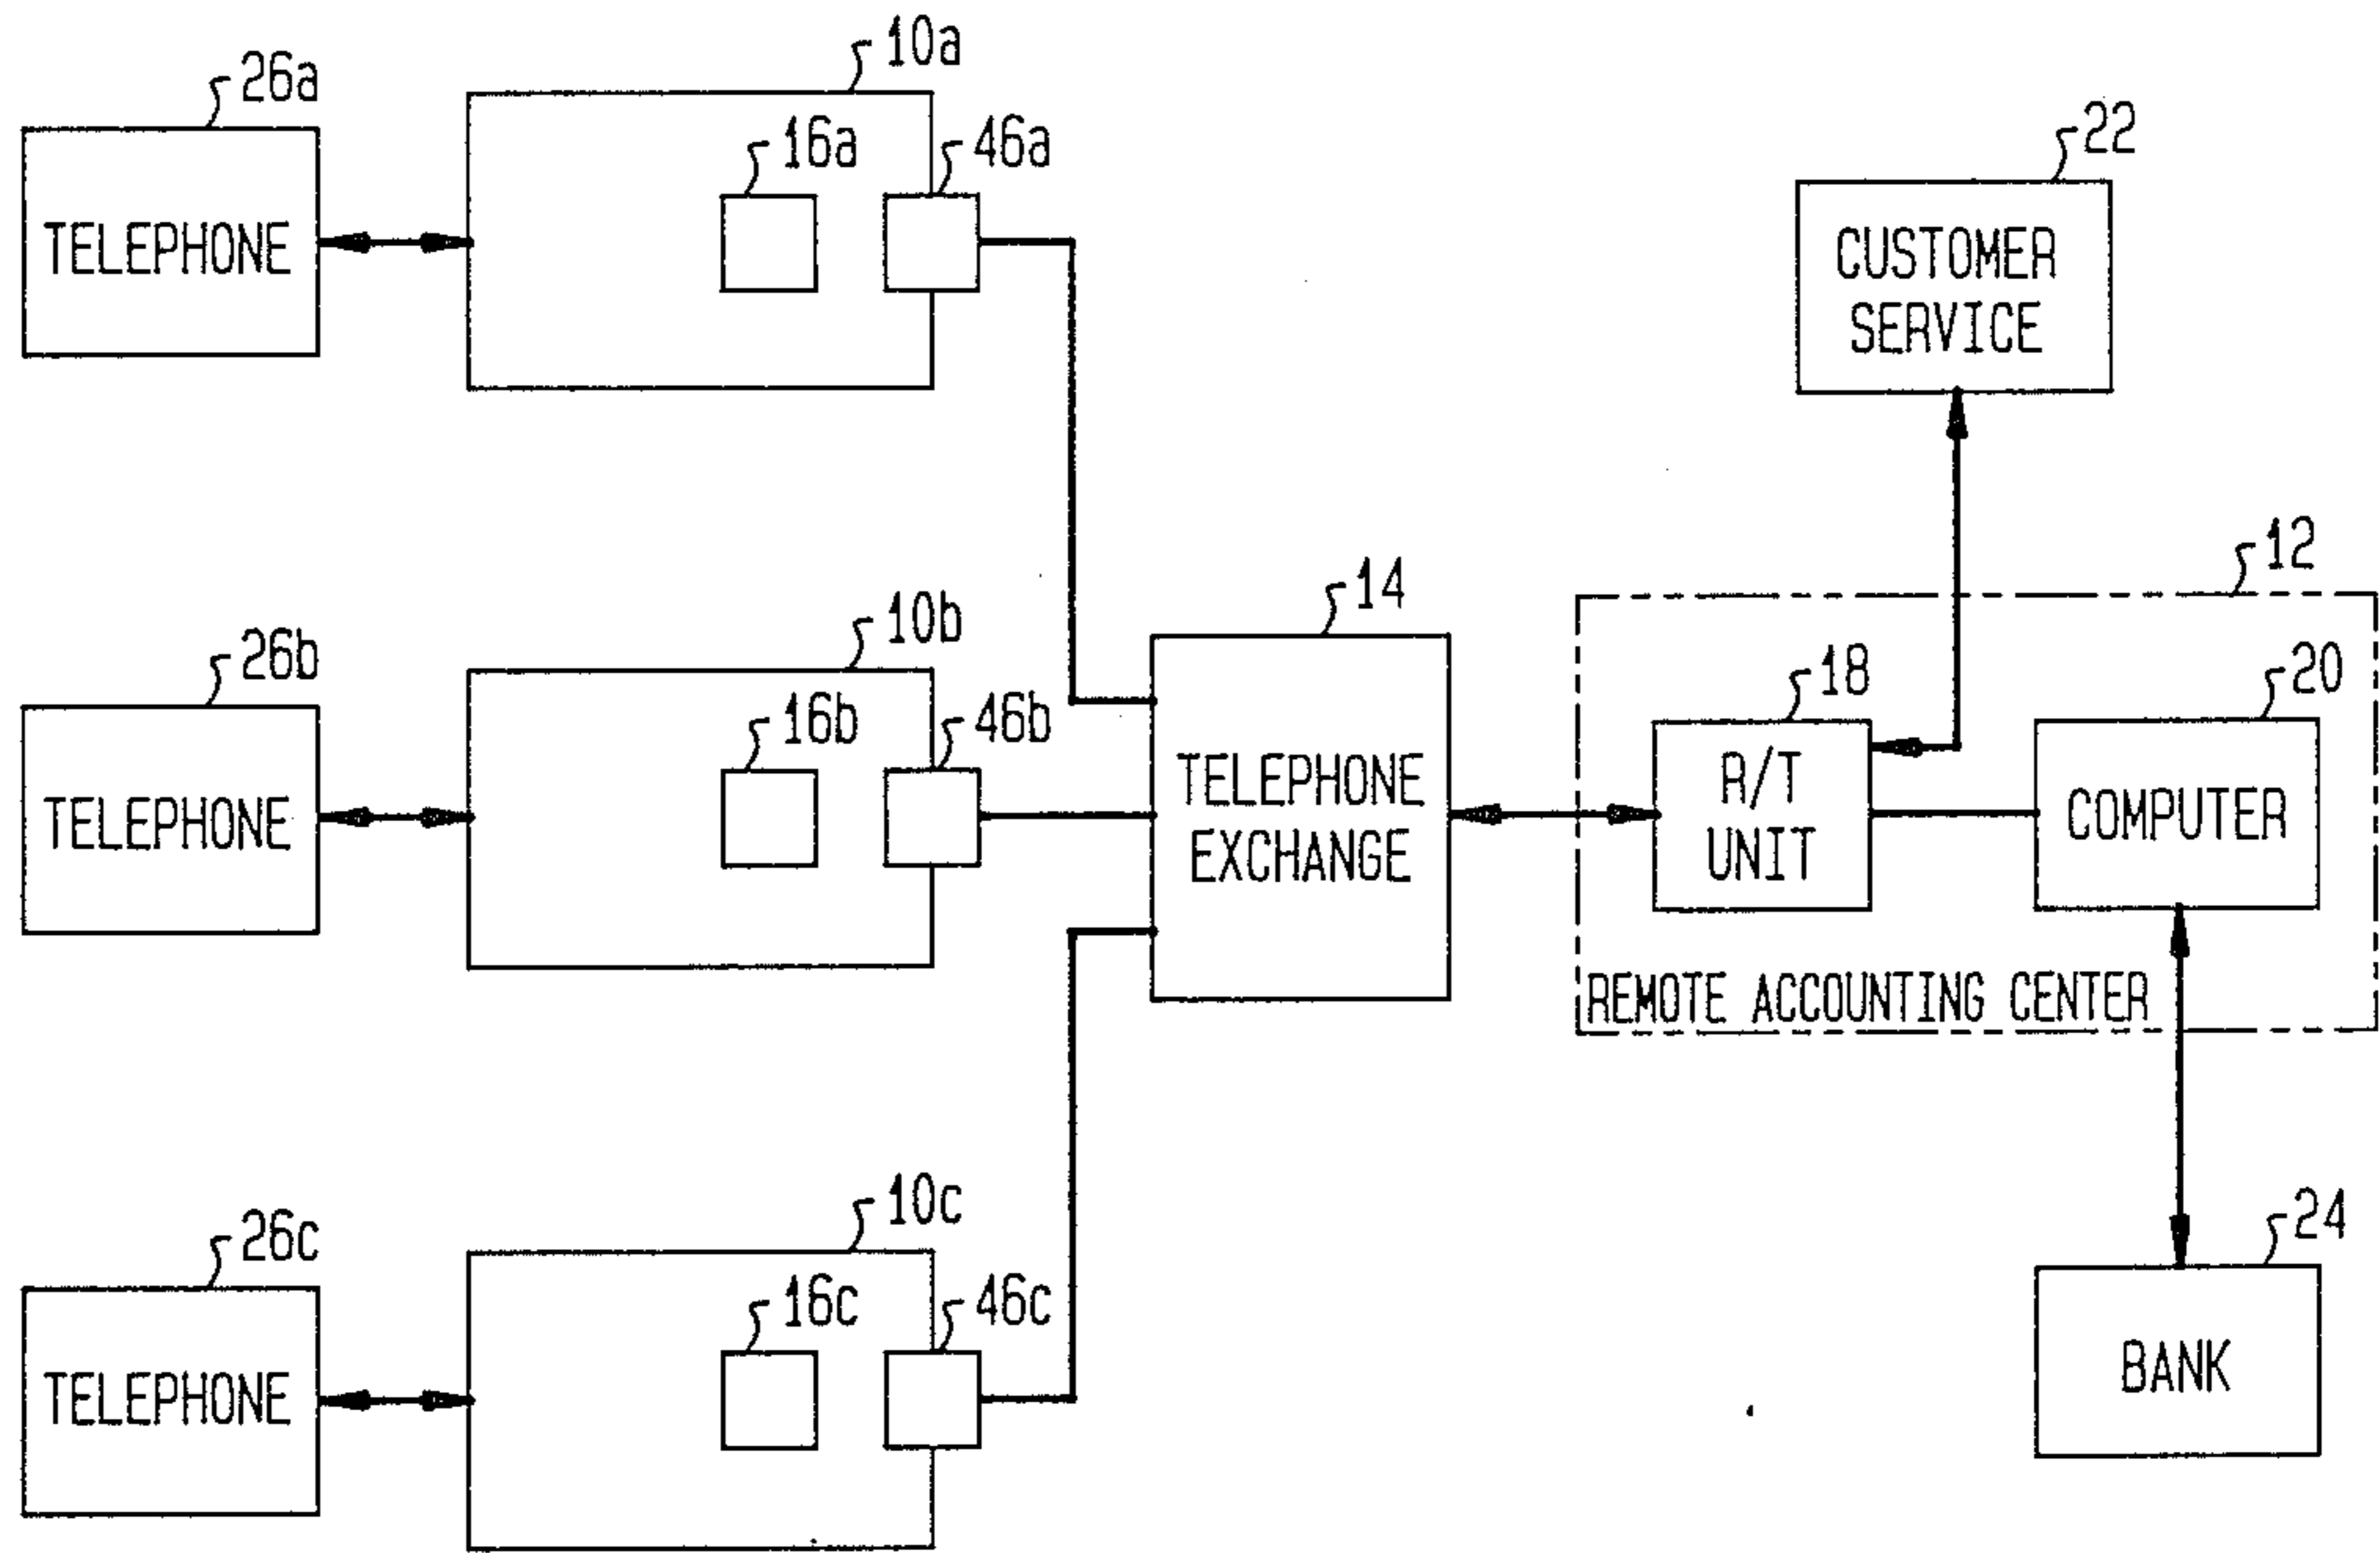 10a
26a
16a
46a
TELEPHONE
22
CUSTOMER
SERVICE
12
14
10b
26b
16b
46b
TELEPHONE
18
20
TELEPHONE
EXCHANGE
R/T
UNIT
COMPUTER
REMOTE ACCOUNTING CENTER
10c
26c
16c
46c
TELEPHONE
24
BANK